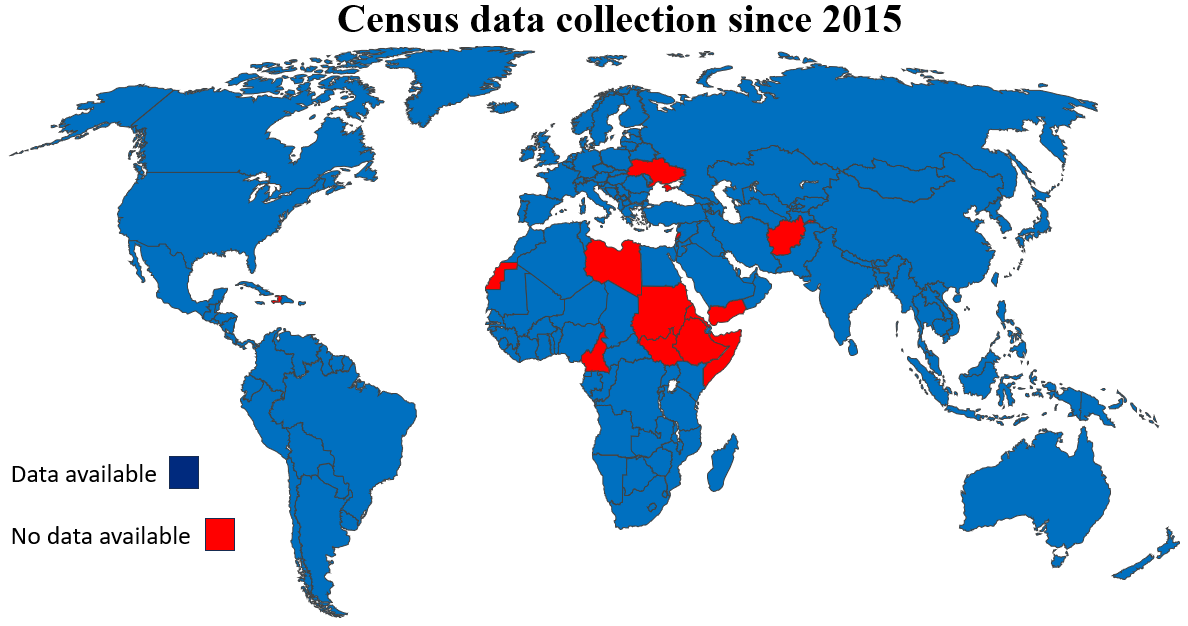 Census data collection since 2015
Data available
No data available